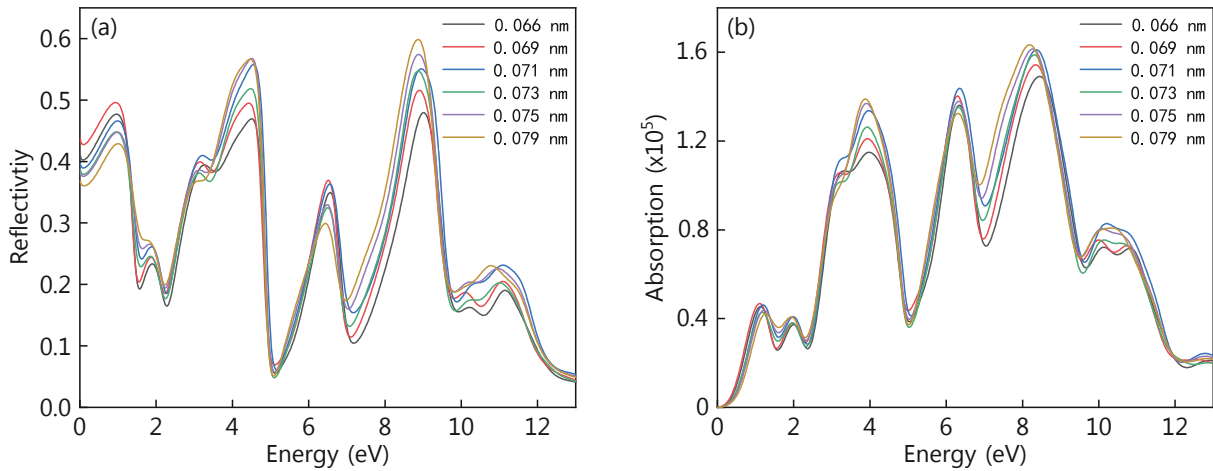 (a)
0.066 nm
0.069 nm
0.071 nm
0.073 nm
0.075 nm
0.079 nm
0.6
0.5
0.4
0.3
0.2
0.1
0.0
Reflectivtiy
0 2 4 6 8 10 12
Energy (eV)
(b)
0.066 nm
0.069 nm
0.071 nm
0.073 nm
0.075 nm
0.079 nm
1.6
1.2
0.8
0.4
0
Absorption (x10⁵)
0 2 4 6 8 10 12
Energy (eV)